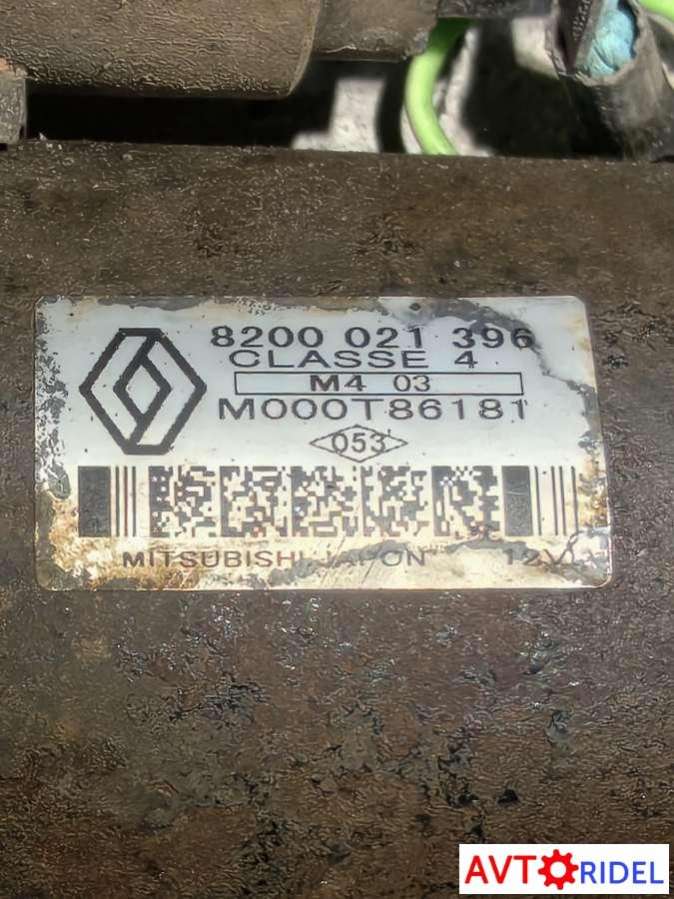 8200 021 396
CLASSE 4
M4 03
M000T86181
053
MITSUBISHI-JAPON 12V
AVTORIDEL